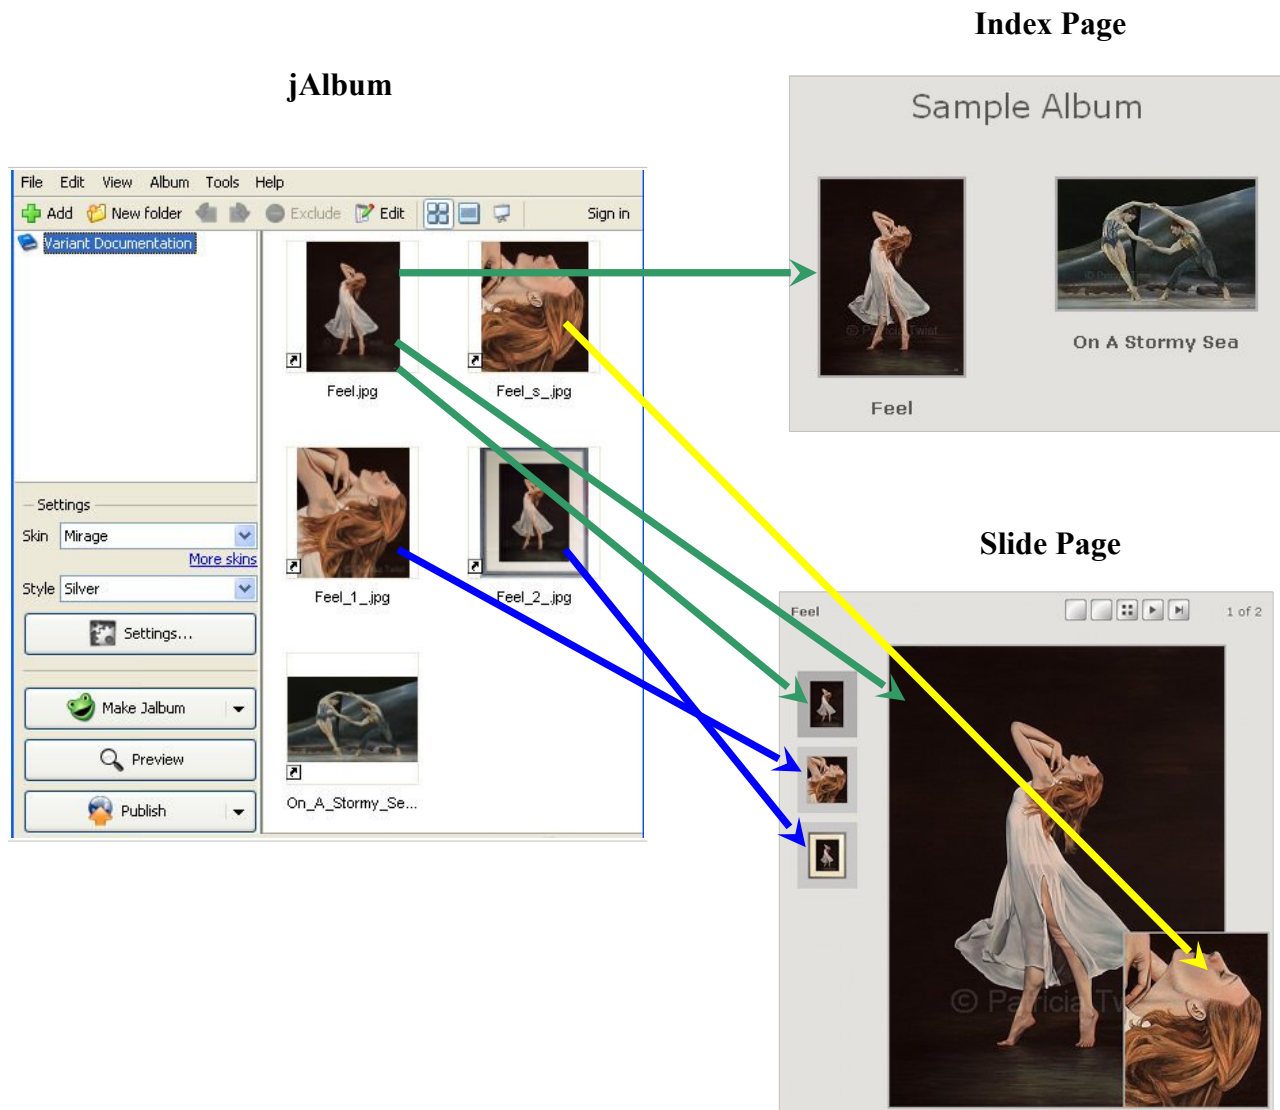 Index Page
jAlbum
Sample Album
File Edit View Album Tools Help
Add New folder Exclude Edit Sign in
Variant Documentation
Feel.jpg Feel_s_.jpg
On A Stormy Sea
Feel
© Patricia Twist
Settings
Skin Mirage
More skins
Style Silver
Feel_1_.jpg Feel_2_.jpg
Settings...
Make Jalbum
Preview
Publish
On_A_Stormy_Se...
Slide Page
Feel 1 of 2
© Patricia Tw